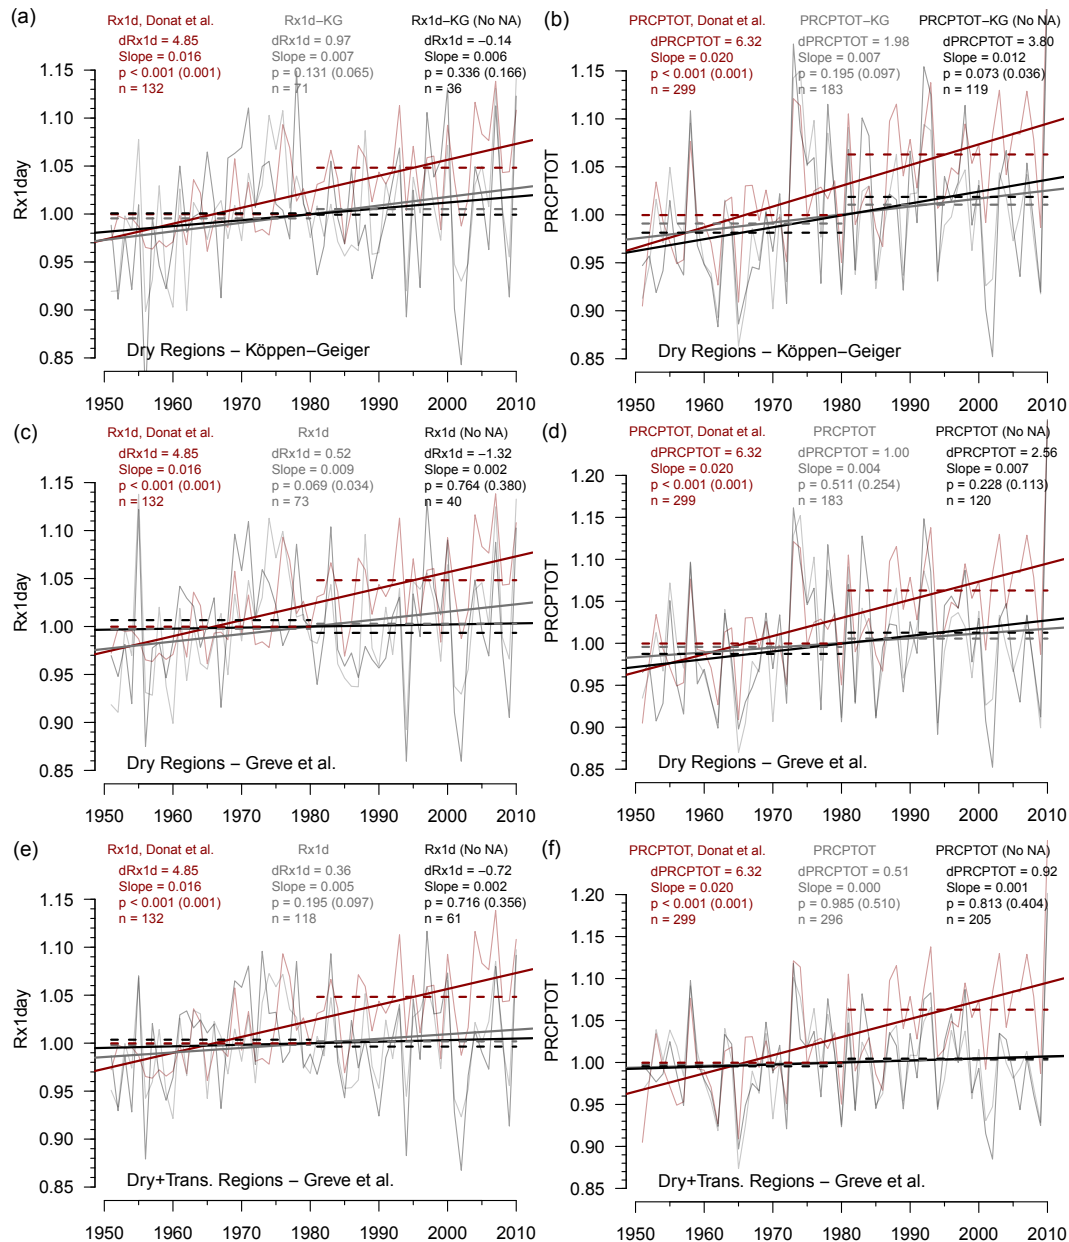 (a)
Rx1d, Donat et al.
dRx1d = 4.85
Slope = 0.016
p < 0.001 (0.001)
n = 132
Rx1d−KG
dRx1d = 0.97
Slope = 0.007
p = 0.131 (0.065)
n = 71
Rx1d−KG (No NA)
dRx1d = −0.14
Slope = 0.006
p = 0.336 (0.166)
n = 36
Rx1day
1.15
1.10
1.05
1.00
0.95
0.90
0.85
Dry Regions − Köppen−Geiger
1950 1960 1970 1980 1990 2000 2010
(b)
PRCPTOT, Donat et al.
dPRCPTOT = 6.32
Slope = 0.020
p < 0.001 (0.001)
n = 299
PRCPTOT−KG
dPRCPTOT = 1.98
Slope = 0.007
p = 0.195 (0.097)
n = 183
PRCPTOT−KG (No NA)
dPRCPTOT = 3.80
Slope = 0.012
p = 0.073 (0.036)
n = 119
PRCPTOT
1.15
1.10
1.05
1.00
0.95
0.90
0.85
Dry Regions − Köppen−Geiger
1950 1960 1970 1980 1990 2000 2010
(c)
Rx1d, Donat et al.
dRx1d = 4.85
Slope = 0.016
p < 0.001 (0.001)
n = 132
Rx1d
dRx1d = 0.52
Slope = 0.009
p = 0.069 (0.034)
n = 73
Rx1d (No NA)
dRx1d = −1.32
Slope = 0.002
p = 0.764 (0.380)
n = 40
Rx1day
1.15
1.10
1.05
1.00
0.95
0.90
0.85
Dry Regions − Greve et al.
1950 1960 1970 1980 1990 2000 2010
(d)
PRCPTOT, Donat et al.
dPRCPTOT = 6.32
Slope = 0.020
p < 0.001 (0.001)
n = 299
PRCPTOT
dPRCPTOT = 1.00
Slope = 0.004
p = 0.511 (0.254)
n = 183
PRCPTOT (No NA)
dPRCPTOT = 2.56
Slope = 0.007
p = 0.228 (0.113)
n = 120
PRCPTOT
1.20
1.15
1.10
1.05
1.00
0.95
0.90
0.85
Dry Regions − Greve et al.
1950 1960 1970 1980 1990 2000 2010
(e)
Rx1d, Donat et al.
dRx1d = 4.85
Slope = 0.016
p < 0.001 (0.001)
n = 132
Rx1d
dRx1d = 0.36
Slope = 0.005
p = 0.195 (0.097)
n = 118
Rx1d (No NA)
dRx1d = −0.72
Slope = 0.002
p = 0.716 (0.356)
n = 61
Rx1day
1.15
1.10
1.05
1.00
0.95
0.90
0.85
Dry+Trans. Regions − Greve et al.
1950 1960 1970 1980 1990 2000 2010
(f)
PRCPTOT, Donat et al.
dPRCPTOT = 6.32
Slope = 0.020
p < 0.001 (0.001)
n = 299
PRCPTOT
dPRCPTOT = 0.51
Slope = 0.000
p = 0.985 (0.510)
n = 296
PRCPTOT (No NA)
dPRCPTOT = 0.92
Slope = 0.001
p = 0.813 (0.404)
n = 205
PRCPTOT
1.20
1.15
1.10
1.05
1.00
0.95
0.90
0.85
Dry+Trans. Regions − Greve et al.
1950 1960 1970 1980 1990 2000 2010